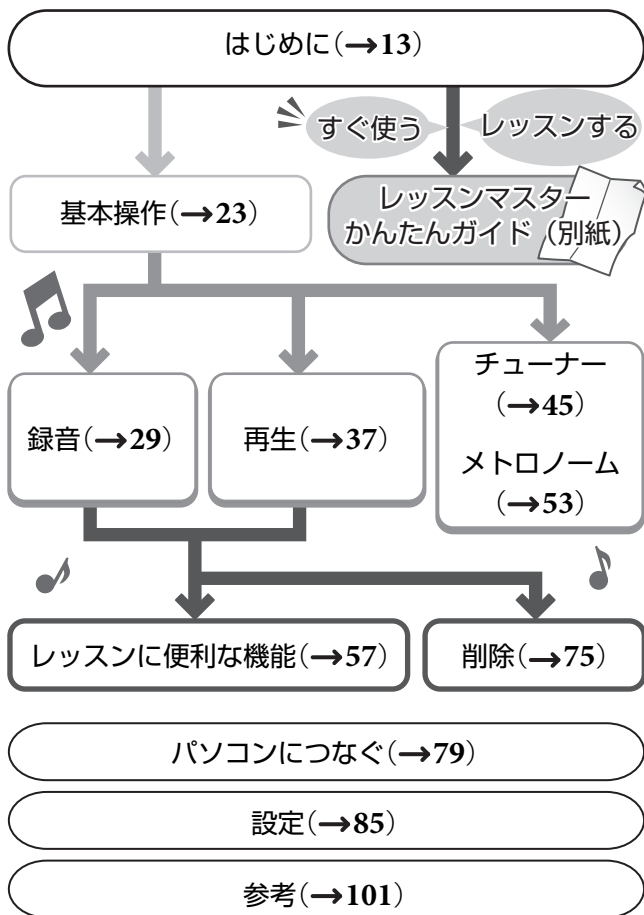 はじめに(→13)
すぐ使う
レッスンする
基本操作(→23)
レッスンマスター
かんたんガイド(別紙)
録音(→29)
再生(→37)
チューナー
(→45)
メトロノーム
(→53)
レッスンに便利な機能(→57)
削除(→75)
パソコンにつなぐ(→79)
設定(→85)
参考(→101)